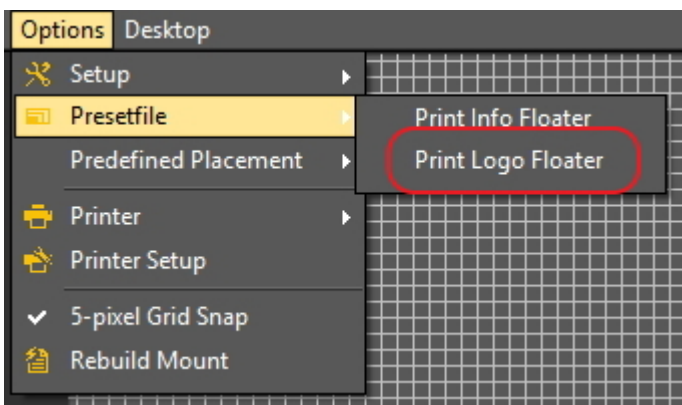 Options Desktop
Setup
Presetfile
Print Info Floater
Predefined Placement
Print Logo Floater
Printer
Printer Setup
5-pixel Grid Snap
Rebuild Mount